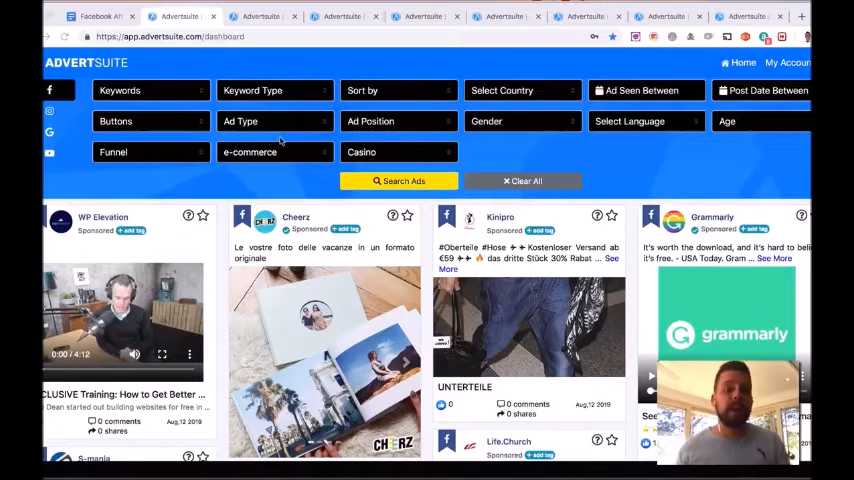 Facebook Aff
Advertsuite
Advertsuite
Advertsuite
Advertsuite
Advertsuite
Advertsuite
Advertsuite
Advertsuite
https://app.advertsuite.com/dashboard
ADVERTSUITE
Home
My Accoun
Keywords
Keyword Type
Sort by
Select Country
Ad Seen Between
Post Date Between
Buttons
Ad Type
Ad Position
Gender
Select Language
Age
Funnel
e-commerce
Casino
Search Ads
Clear All
WP Elevation
Sponsored +add tag
CLUSIVE Training: How to Get Better ...
Dean started out building websites for free in ...
0:00 / 4:12
0 comments
0 shares
Aug,12 2019
S-mania
Cheerz
Sponsored +add tag
Le vostre foto delle vacanze in un formato
originale
CHEERZ
Kinipro
Sponsored +add tag
#Oberteile #Hose ✈✈Kostenloser Versand ab
€59 ✈✈ 🔥 das dritte Stück 30% Rabat ... See
More
UNTERTEILE
0
0 comments
0 shares
Aug,12 2019
Life.Church
Sponsored +add tag
Grammarly
Sponsored +add tag
It's worth the download, and it's hard to beli
it's free. - USA Today. Gram ... See More
grammarly
See